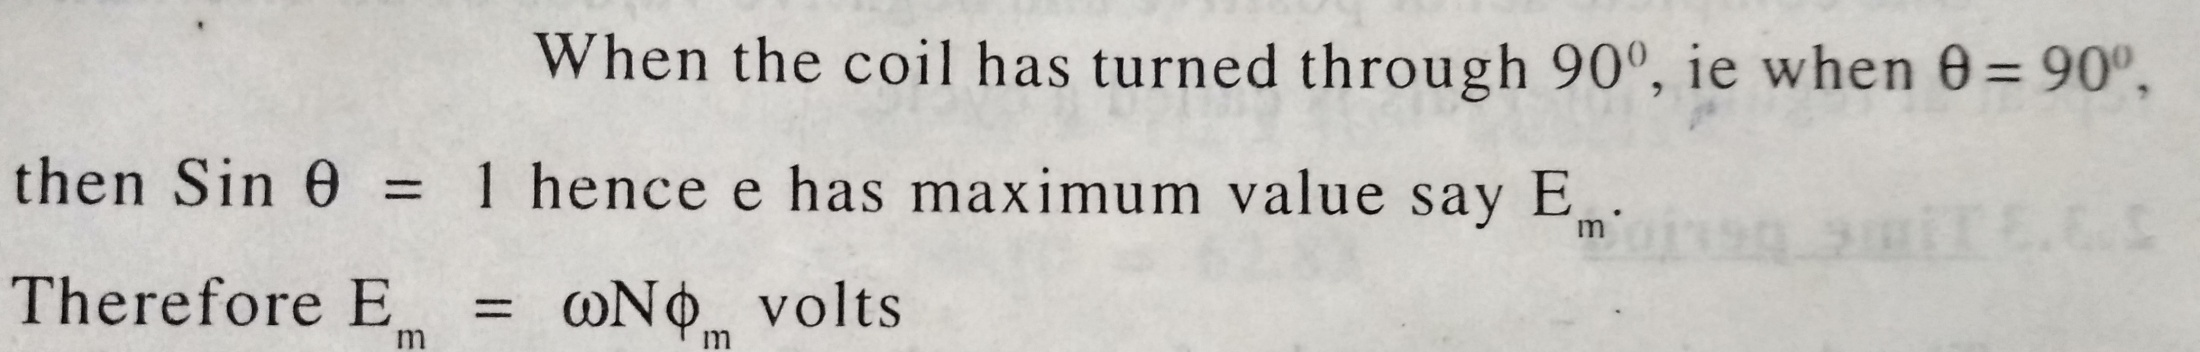 When the coil has turned through 90⁰, ie when θ = 90⁰,
then Sin θ = 1 hence e has maximum value say Eₘ.
Therefore Eₘ = ωNϕₘ volts